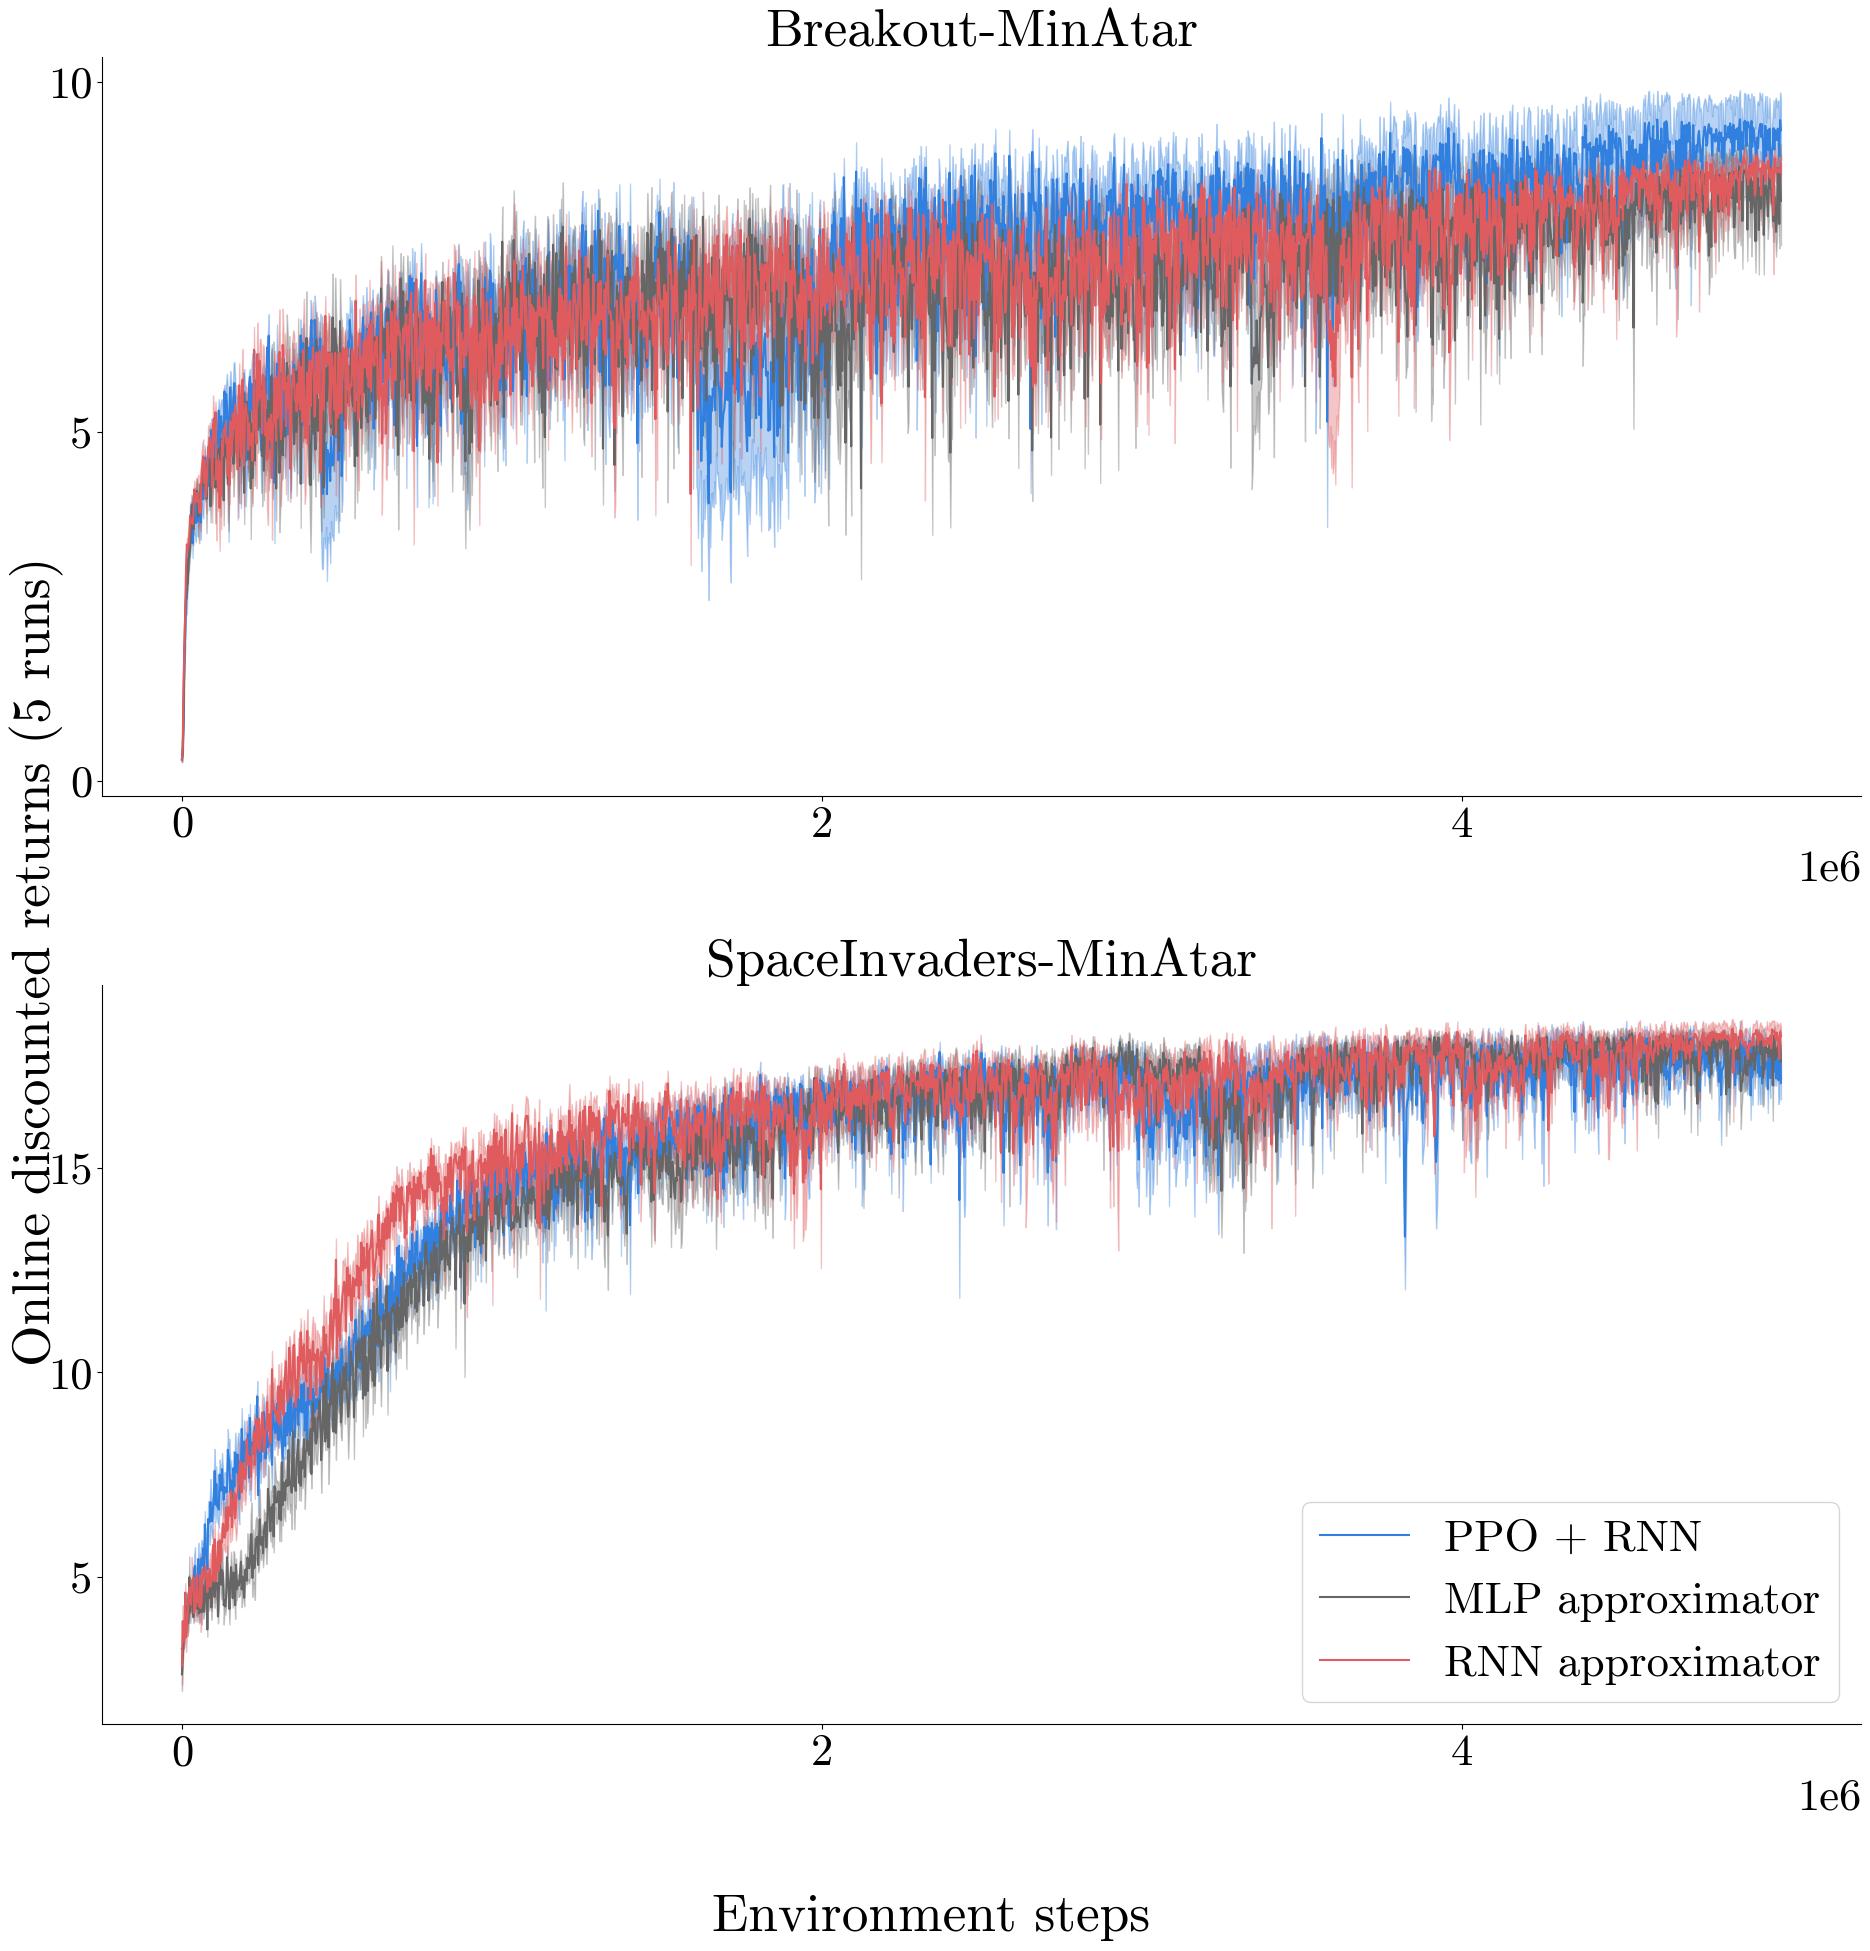 Breakout-MinAtar
10
5
0
0 2 4
1e6
Online discounted returns (5 runs)
SpaceInvaders-MinAtar
15
10
5
PPO + RNN
MLP approximator
RNN approximator
0 2 4
1e6
Environment steps